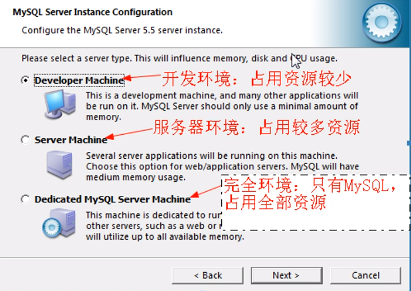 MySQL Server Instance Configuration
Configure the MySQL Server 5.5 server instance.
Please select a server type. This will influence memory, disk and CPU usage.
Developer Machine
开发环境：占用资源较少
This is a development machine, and many other applications
will be run on it. MySQL Server should only use a minimal amount of
memory.
服务器环境：占用较多资源
Server Machine
Several server applications will be running on this machine.
Choose this option for web/application servers. MySQL will have
medium memory usage.
完全环境：只有MySQL，
占用全部资源
Dedicated MySQL Server Machine
This machine is dedicated to ru
other servers, such as a web or
will utilize up to all available memory.
< Back
Next >
Cancel